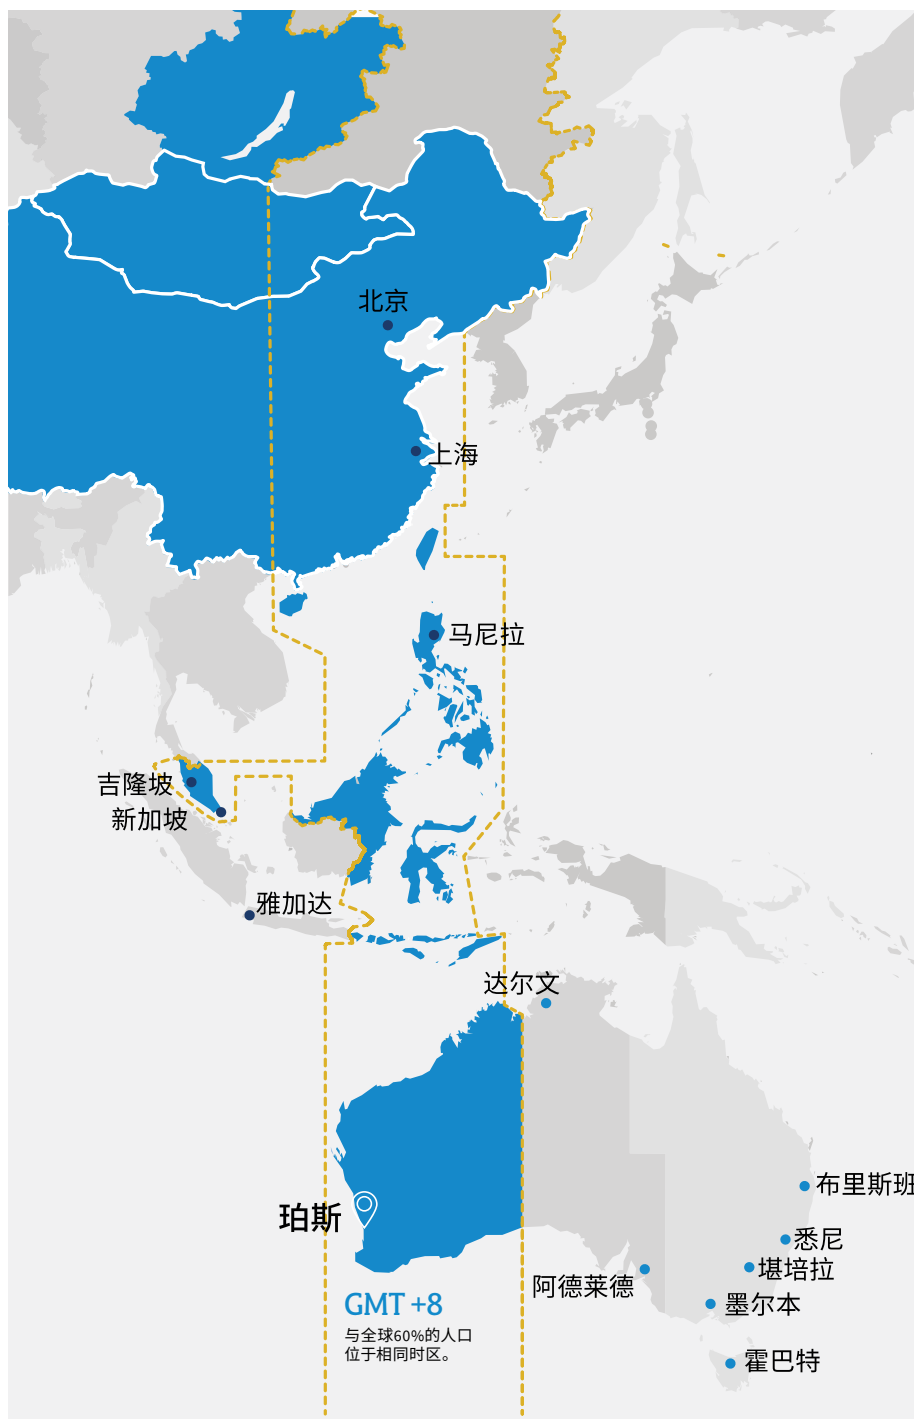 北京
上海
马尼拉
吉隆坡
新加坡
雅加达
达尔文
布里斯班
珀斯
悉尼
堪培拉
阿德莱德
墨尔本
GMT +8
与全球60%的人口
位于相同时区。
霍巴特